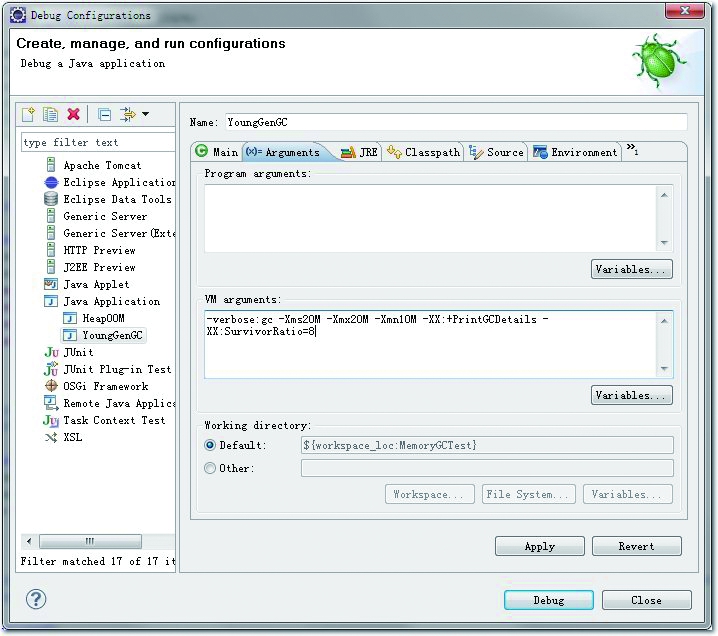 Debug Configurations
Create, manage, and run configurations
Debug a Java application
type filter text
Apache Tomcat
Eclipse Application
Eclipse Data Tools
Generic Server
Generic Server(Exte
HTTP Preview
J2EE Preview
Java Applet
Java Application
HeapOOM
YoungGenGC
JUnit
JUnit Plug-in Test
OSGi Framework
Remote Java Applica
Task Context Test
XSL
Filter matched 17 of 17 it
Name: YoungGenGC
Main (x)= Arguments JRE Classpath Source Environment »1
Program arguments:
Variables...
VM arguments:
-verbose:gc -Xms20M -Xmx20M -Xmn10M -XX:+PrintGCDetails -
XX:SurvivorRatio=8
Variables...
Working directory:
Default: ${workspace_loc:MemoryGCTest}
Other:
Workspace... File System... Variables...
Apply Revert
? Debug Close